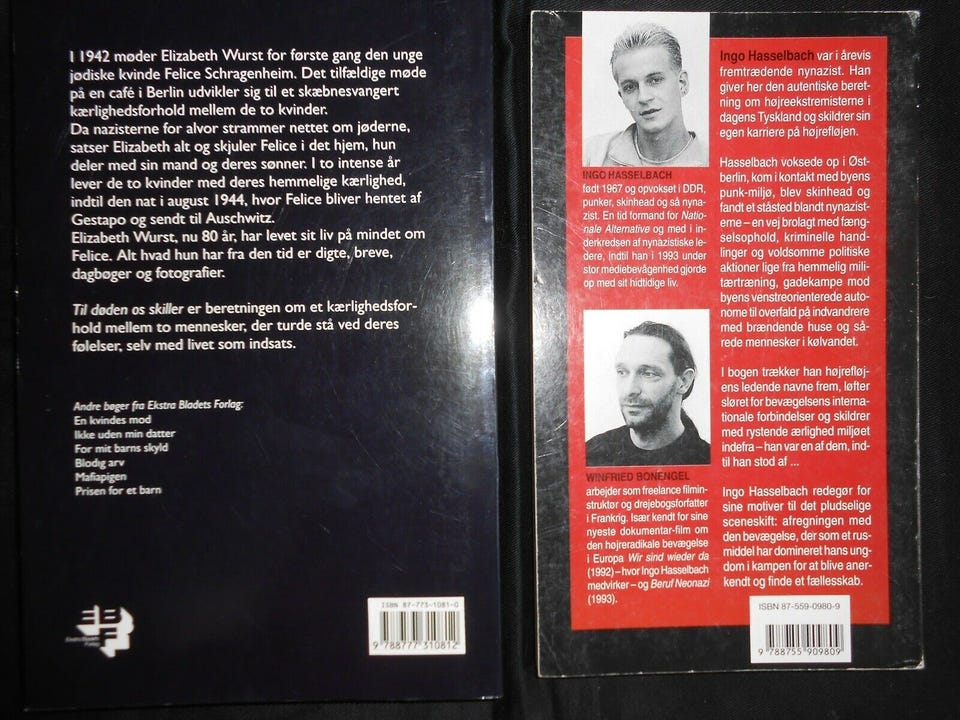 I 1942 møder Elizabeth Wurst for første gang den unge
jødiske kvinde Felice Schragenheim. Det tilfældige møde
på en café i Berlin udvikler sig til et skæbnesvangert
kærlighedsforhold mellem de to kvinder.
Da nazisterne for alvor strammer nettet om jøderne,
satser Elizabeth alt og skjuler Felice i det hjem, hun
deler med sin mand og deres sønner. I to intense år
lever de to kvinder med deres hemmelige kærlighed,
indtil den nat i august 1944, hvor Felice bliver hentet af
Gestapo og sendt til Auschwitz.
Elizabeth Wurst, nu 80 år, har levet sit liv på mindet om
Felice. Alt hvad hun har fra den tid er digte, breve,
dagbøger og fotografier.
Til døden os skiller er beretningen om et kærlighedsfor-
hold mellem to mennesker, der turde stå ved deres
følelser, selv med livet som indsats.
Andre bøger fra Ekstra Bladets Forlag:
En kvindes mod
Ikke uden min datter
For mit barns skyld
Blodig arv
Mafiapigen
Prisen for et barn
EBF
Ekstra Bladets
Forlag
ISBN 87-773-1081-0
9 788777 310812
INGO HASSELBACH
født 1967 og opvokset i DDR,
punker, skinhead og så nyna-
zist. En tid formand for Natio-
nale Alternative og med i in-
derkredsen af nynazistiske le-
dere, indtil han i 1993 under
stor mediebevågenhed gjorde
op med sit hidtidige liv.
WINFRIED BONENGEL
arbejder som freelance filmin-
struktør og drejebogsforfatter
i Frankrig. Især kendt for sine
nyeste dokumentar-film om
den højreradikale bevægelse
i Europa Wir sind wieder da
(1992) – hvor Ingo Hasselbach
medvirker – og Beruf Neonazi
(1993).
Ingo Hasselbach var i årevis
fremtrædende nynazist. Han
giver her den autentiske beret-
ning om højreekstremisterne i
dagens Tyskland og skildrer sin
egen karriere på højrefløjen.
Hasselbach voksede op i Øst-
berlin, kom i kontakt med byens
punk-miljø, blev skinhead og
fandt et ståsted blandt nynazister-
ne – en vej brolagt med fæng-
selsophold, kriminelle hand-
linger og voldsomme politiske
aktioner lige fra hemmelig mili-
tærtræning, gadekampe mod
byens venstreorienterede auto-
nome til overfald på indvandrere
med brændende huse og så-
rede mennesker i kølvandet.
I bogen trækker han højrefløj-
ens ledende navne frem, løfter
sløret for bevægelsens interna-
tionale forbindelser og skildrer
med rystende ærlighed miljøet
indefra – han var en af dem, ind-
til han stod af ...
Ingo Hasselbach redegør for
sine motiver til det pludselige
sceneskift: afregningen med
den bevægelse, der som et rus-
middel har domineret hans ung-
dom i kampen for at blive aner-
kendt og finde et fællesskab.
ISBN 87-559-0980-9
9 788755 909809